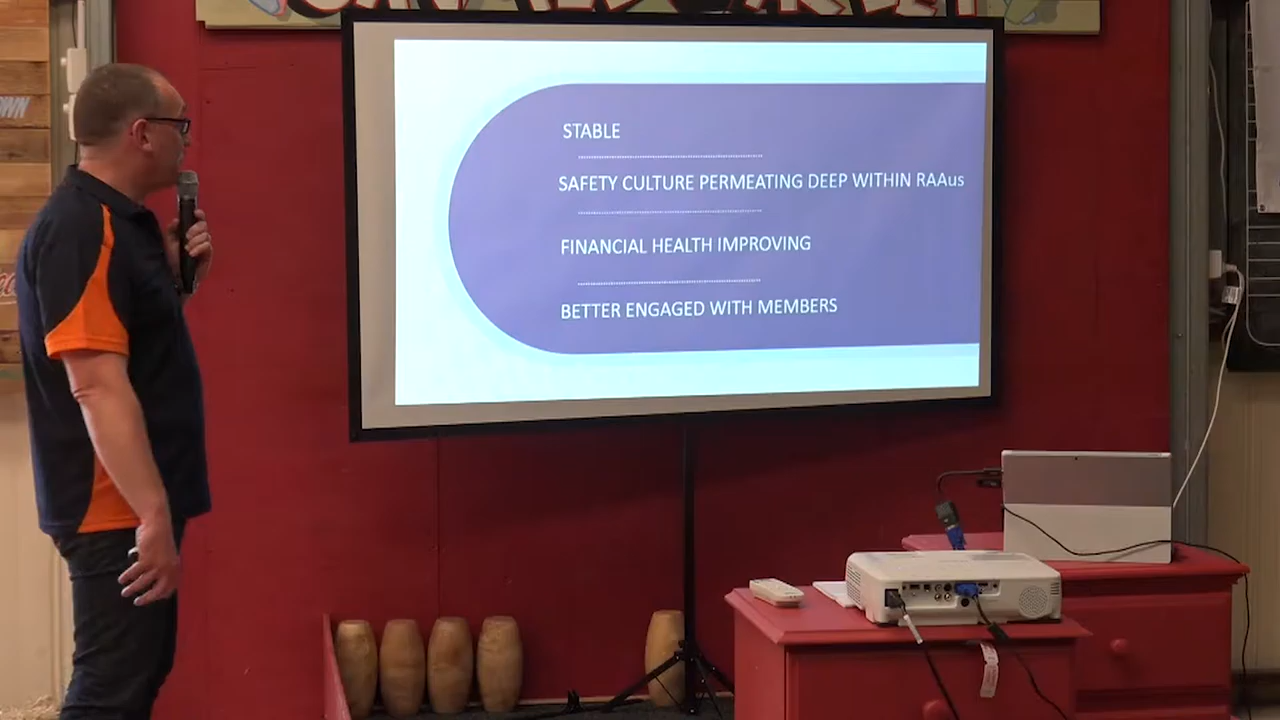 STABLE
SAFETY CULTURE PERMEATING DEEP WITHIN RAAus
FINANCIAL HEALTH IMPROVING
BETTER ENGAGED WITH MEMBERS